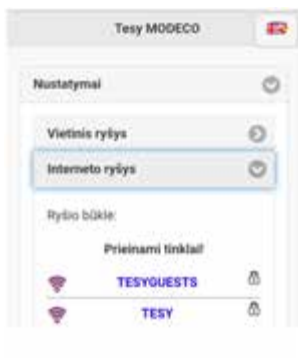 Tesy MODECO
Nustatymai
Vietinis ryšys
Interneto ryšys
Ryšio būklė:
Prieinami tinklai!
TESYGUESTS
TESY